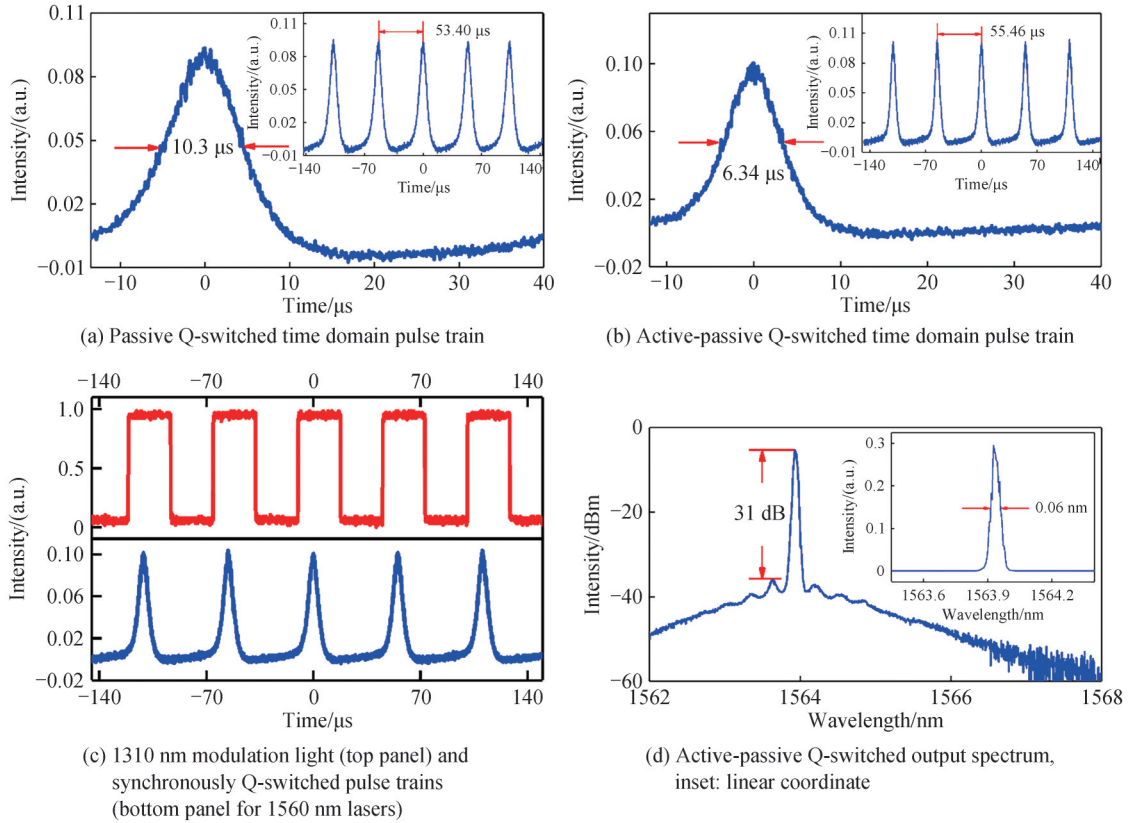 0.11
0.08
0.05
0.02
−0.01
Intensity/(a.u.)
−10
0
10
20
30
40
Time/μs
10.3 μs
0.11
0.08
0.05
0.02
−0.01
Intensity/(a.u.)
−140
−70
0
70
140
Time/μs
53.40 μs
(a) Passive Q-switched time domain pulse train
0.10
0.06
0.02
−0.02
Intensity/(a.u.)
−10
0
10
20
30
40
Time/μs
6.34 μs
0.11
0.08
0.05
0.02
−0.01
Intensity/(a.u.)
−140
−70
0
70
140
Time/μs
55.46 μs
(b) Active-passive Q-switched time domain pulse train
−140
−70
0
70
140
1.0
0.5
0
0.10
0.06
0.02
−0.02
Intensity/(a.u.)
−140
−70
0
70
140
Time/μs
(c) 1310 nm modulation light (top panel) and
synchronously Q-switched pulse trains
(bottom panel for 1560 nm lasers)
0
−20
−40
−60
Intensity/dBm
1562
1564
1566
1568
Wavelength/nm
31 dB
0.3
0.2
0.1
0
Intensity/(a.u.)
1563.6
1563.9
1564.2
Wavelength/nm
0.06 nm
(d) Active-passive Q-switched output spectrum,
inset: linear coordinate